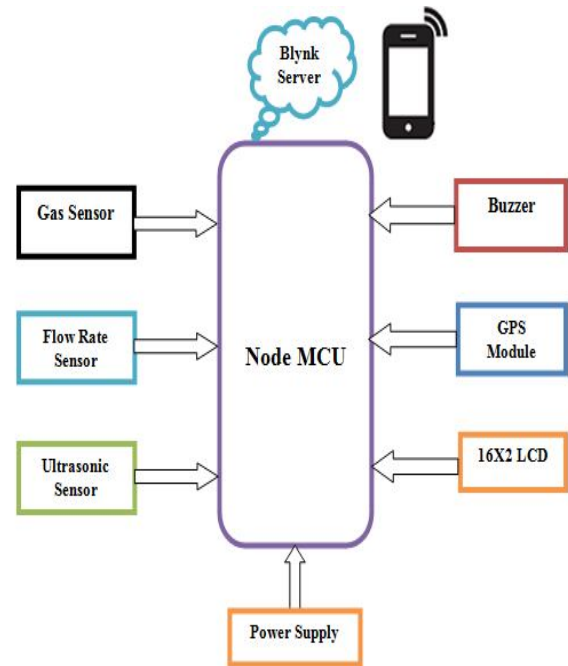 Blynk
Server
Gas Sensor
Buzzer
Flow Rate
Sensor
Node MCU
GPS
Module
Ultrasonic
Sensor
16X2 LCD
Power Supply